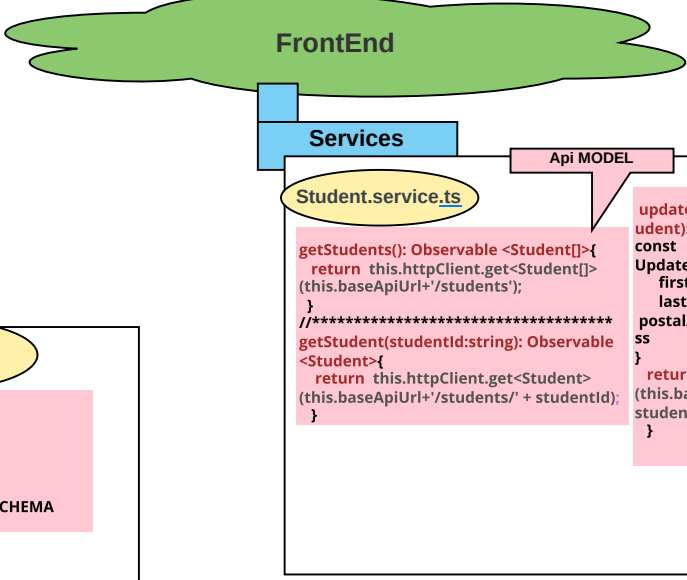 FrontEnd
Services
Api MODEL
Student.service.ts
getStudents(): Observable <Student[]>{
return this.httpClient.get<Student[]>
(this.baseApiUrl+'/students');
}
//************************************
getStudent(studentId:string): Observable
<Student>{
return this.httpClient.get<Student>
(this.baseApiUrl+'/students/' + studentId);
}
update
udent):
const
Update
first
last
postal
ss
}
retur
(this.ba
studen
}
CHEMA